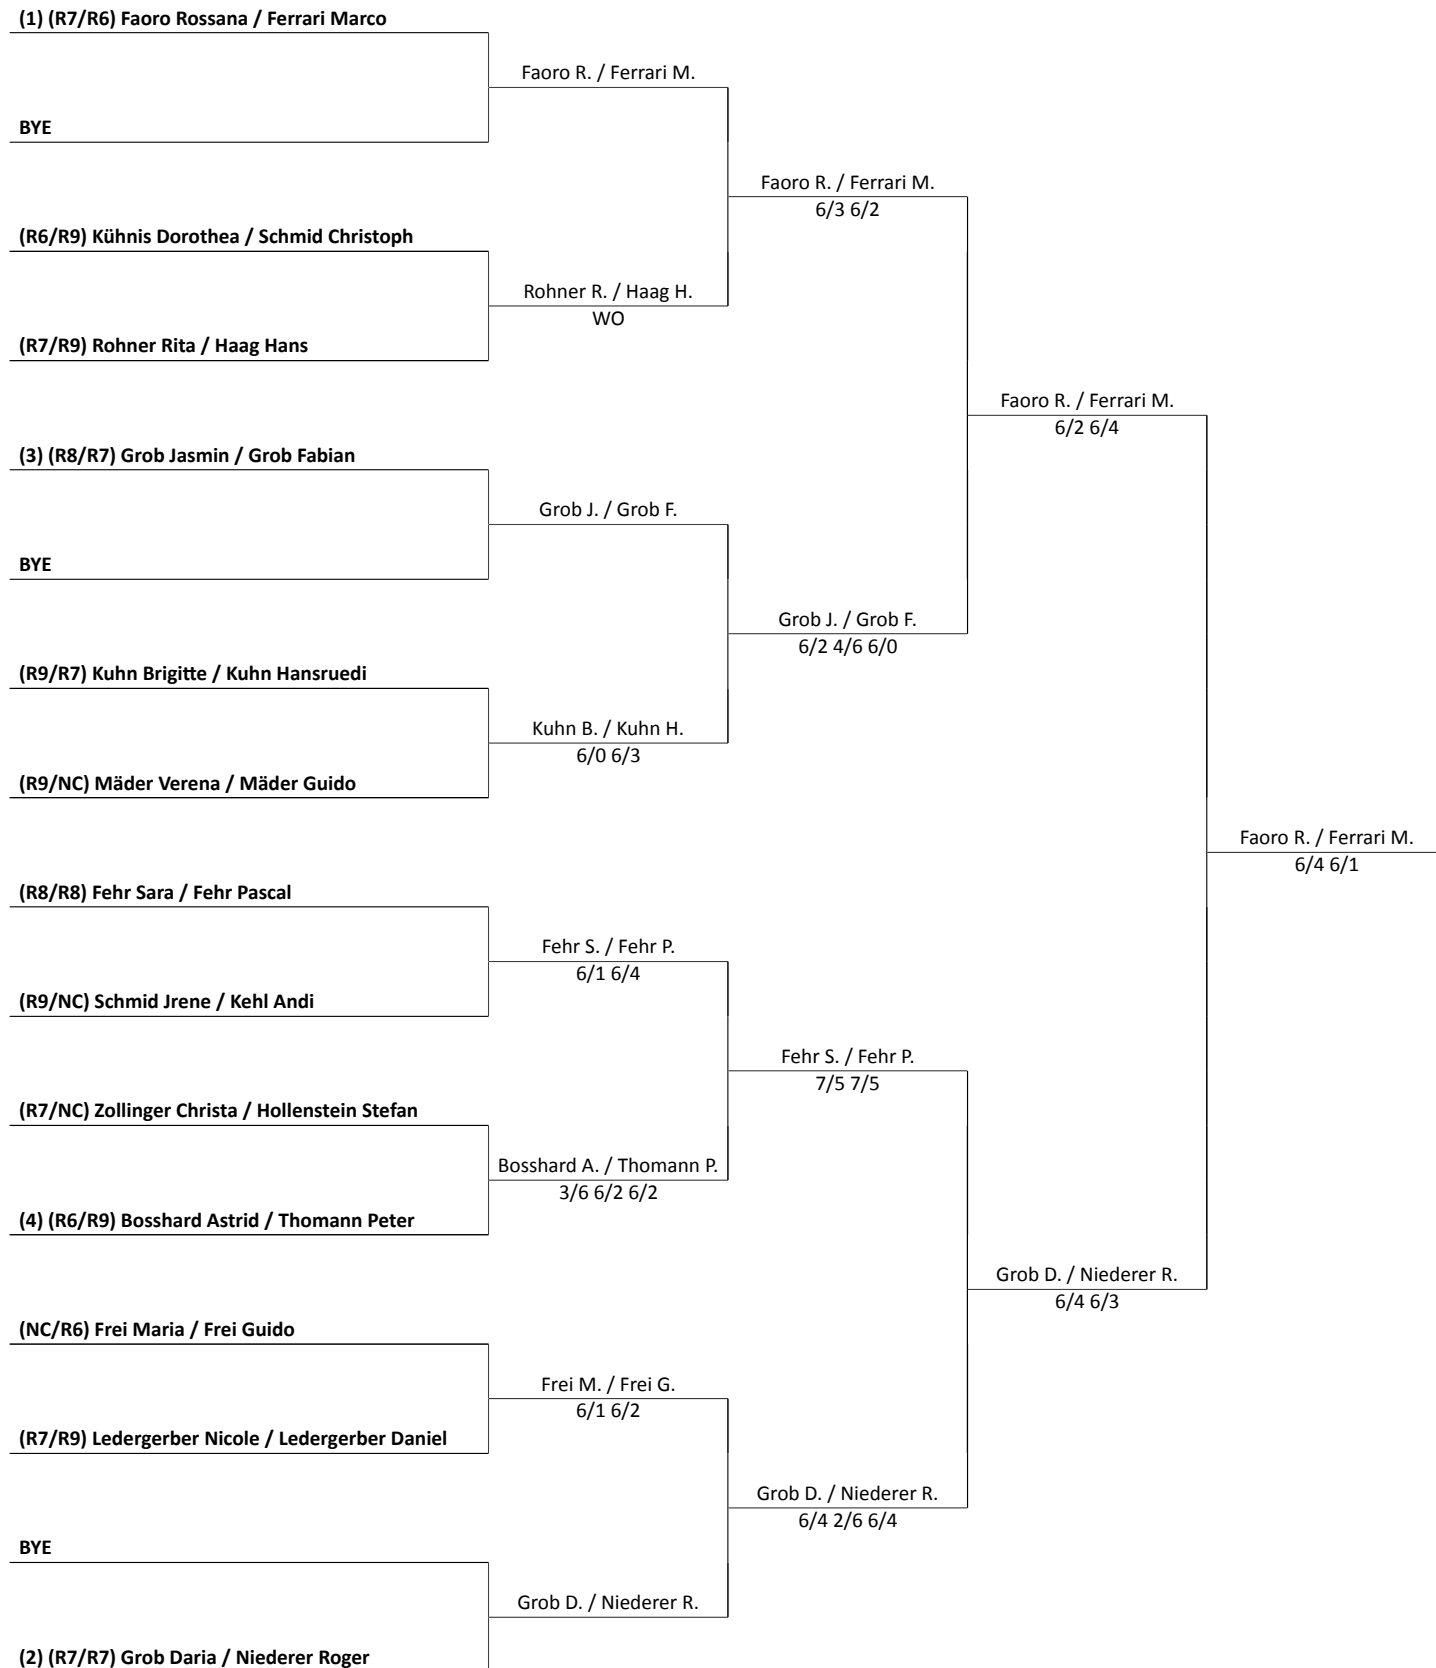 (1) (R7/R6) Faoro Rossana / Ferrari Marco
Faoro R. / Ferrari M.
BYE
Faoro R. / Ferrari M.
6/3 6/2
(R6/R9) Kühnis Dorothea / Schmid Christoph
Rohner R. / Haag H.
WO
(R7/R9) Rohner Rita / Haag Hans
Faoro R. / Ferrari M.
6/2 6/4
(3) (R8/R7) Grob Jasmin / Grob Fabian
Grob J. / Grob F.
BYE
Grob J. / Grob F.
6/2 4/6 6/0
(R9/R7) Kuhn Brigitte / Kuhn Hansruedi
Kuhn B. / Kuhn H.
6/0 6/3
(R9/NC) Mäder Verena / Mäder Guido
Faoro R. / Ferrari M.
6/4 6/1
(R8/R8) Fehr Sara / Fehr Pascal
Fehr S. / Fehr P.
6/1 6/4
(R9/NC) Schmid Jrene / Kehl Andi
Fehr S. / Fehr P.
7/5 7/5
(R7/NC) Zollinger Christa / Hollenstein Stefan
Bosshard A. / Thomann P.
3/6 6/2 6/2
(4) (R6/R9) Bosshard Astrid / Thomann Peter
Grob D. / Niederer R.
6/4 6/3
(NC/R6) Frei Maria / Frei Guido
Frei M. / Frei G.
6/1 6/2
(R7/R9) Ledergerber Nicole / Ledergerber Daniel
Grob D. / Niederer R.
6/4 2/6 6/4
BYE
Grob D. / Niederer R.
(2) (R7/R7) Grob Daria / Niederer Roger